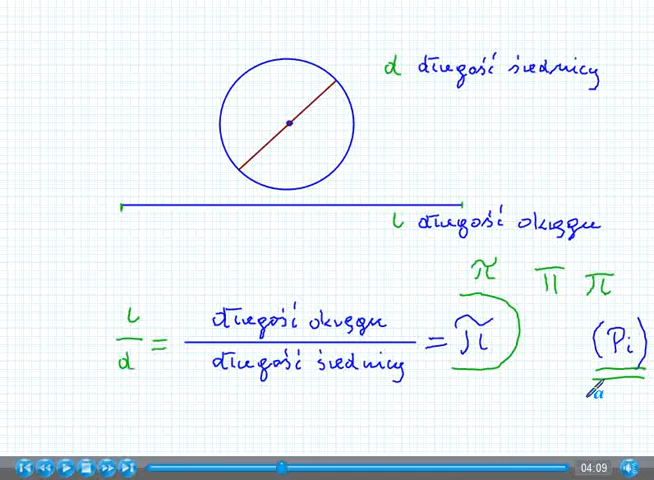 d długość średnicy
l długość okręgu
π π π
l/d = długość okręgu / długość średnicy = π
(Pi)
a
04:09